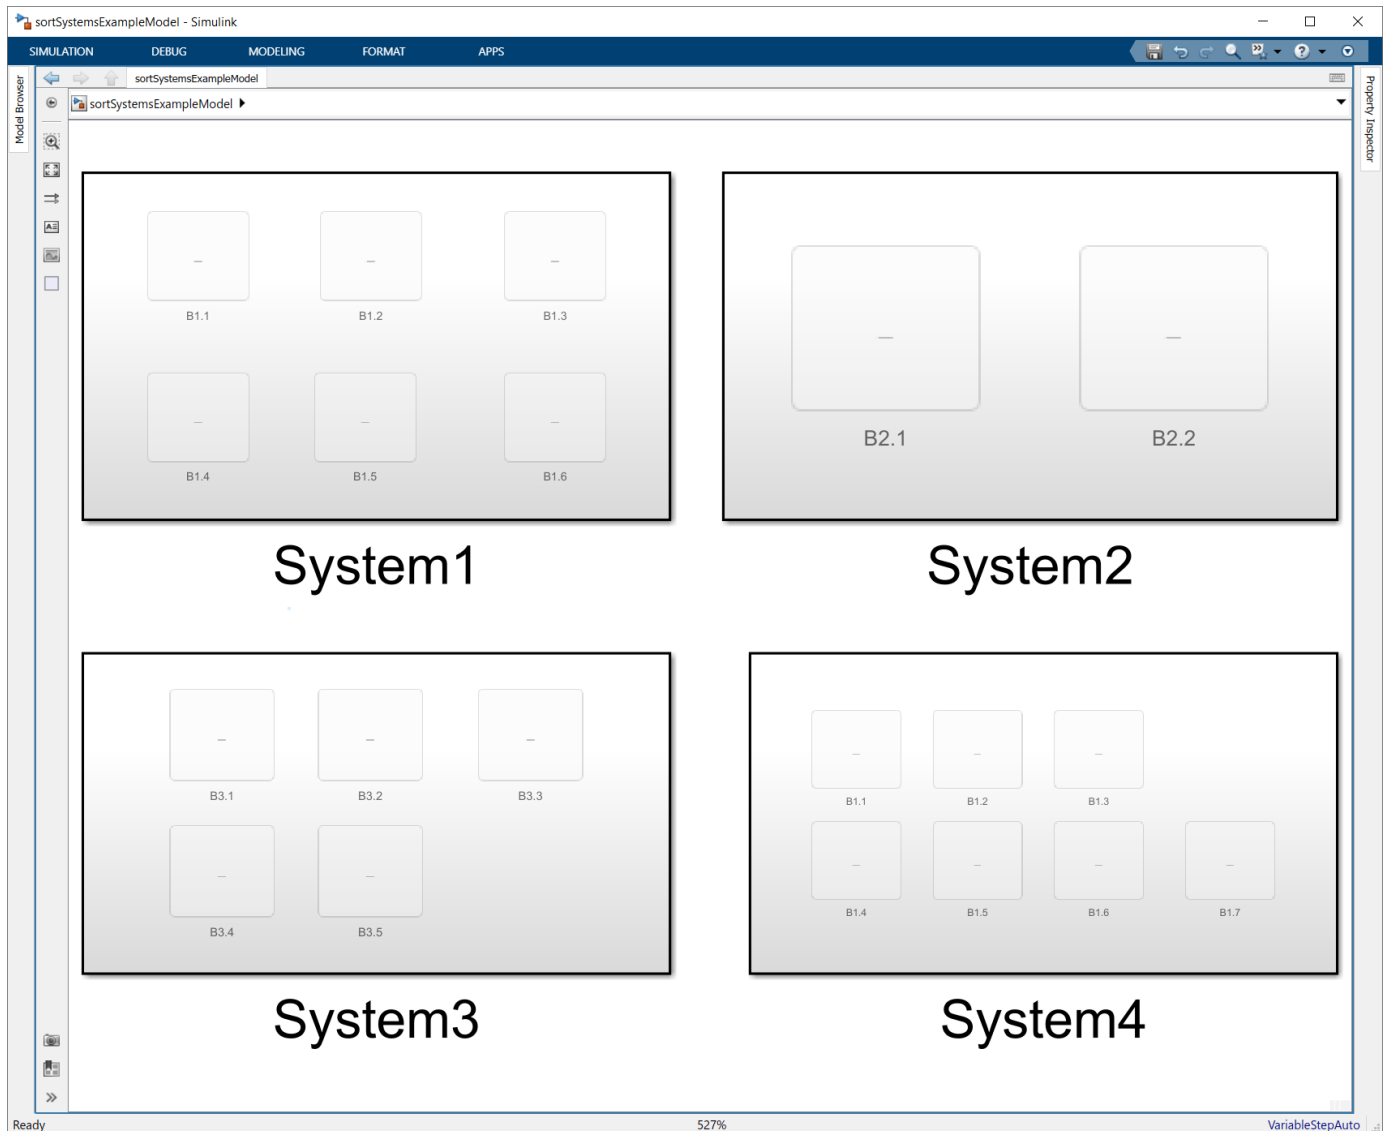 sortSystemsExampleModel - Simulink
SIMULATION DEBUG MODELING FORMAT APPS
sortSystemsExampleModel
sortSystemsExampleModel
Model Browser
Property Inspector
B1.1 B1.2 B1.3
B1.4 B1.5 B1.6
System1
B2.1 B2.2
System2
B3.1 B3.2 B3.3
B3.4 B3.5
System3
B1.1 B1.2 B1.3
B1.4 B1.5 B1.6 B1.7
System4
Ready 527% VariableStepAuto